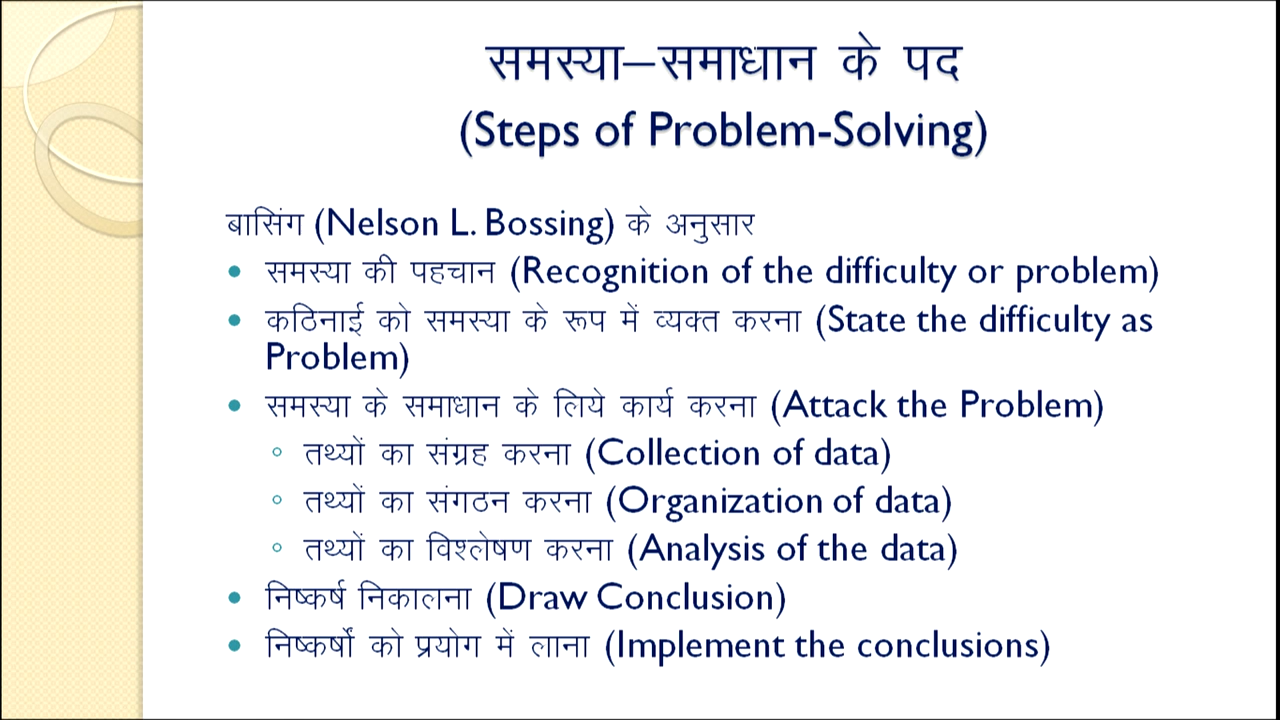 समस्या–समाधान के पद
(Steps of Problem-Solving)
बासिंग (Nelson L. Bossing) के अनुसार
• समस्या की पहचान (Recognition of the difficulty or problem)
• कठिनाई को समस्या के रूप में व्यक्त करना (State the difficulty as
Problem)
• समस्या के समाधान के लिये कार्य करना (Attack the Problem)
◦ तथ्यों का संग्रह करना (Collection of data)
◦ तथ्यों का संगठन करना (Organization of data)
◦ तथ्यों का विश्लेषण करना (Analysis of the data)
• निष्कर्ष निकालना (Draw Conclusion)
• निष्कर्षों को प्रयोग में लाना (Implement the conclusions)